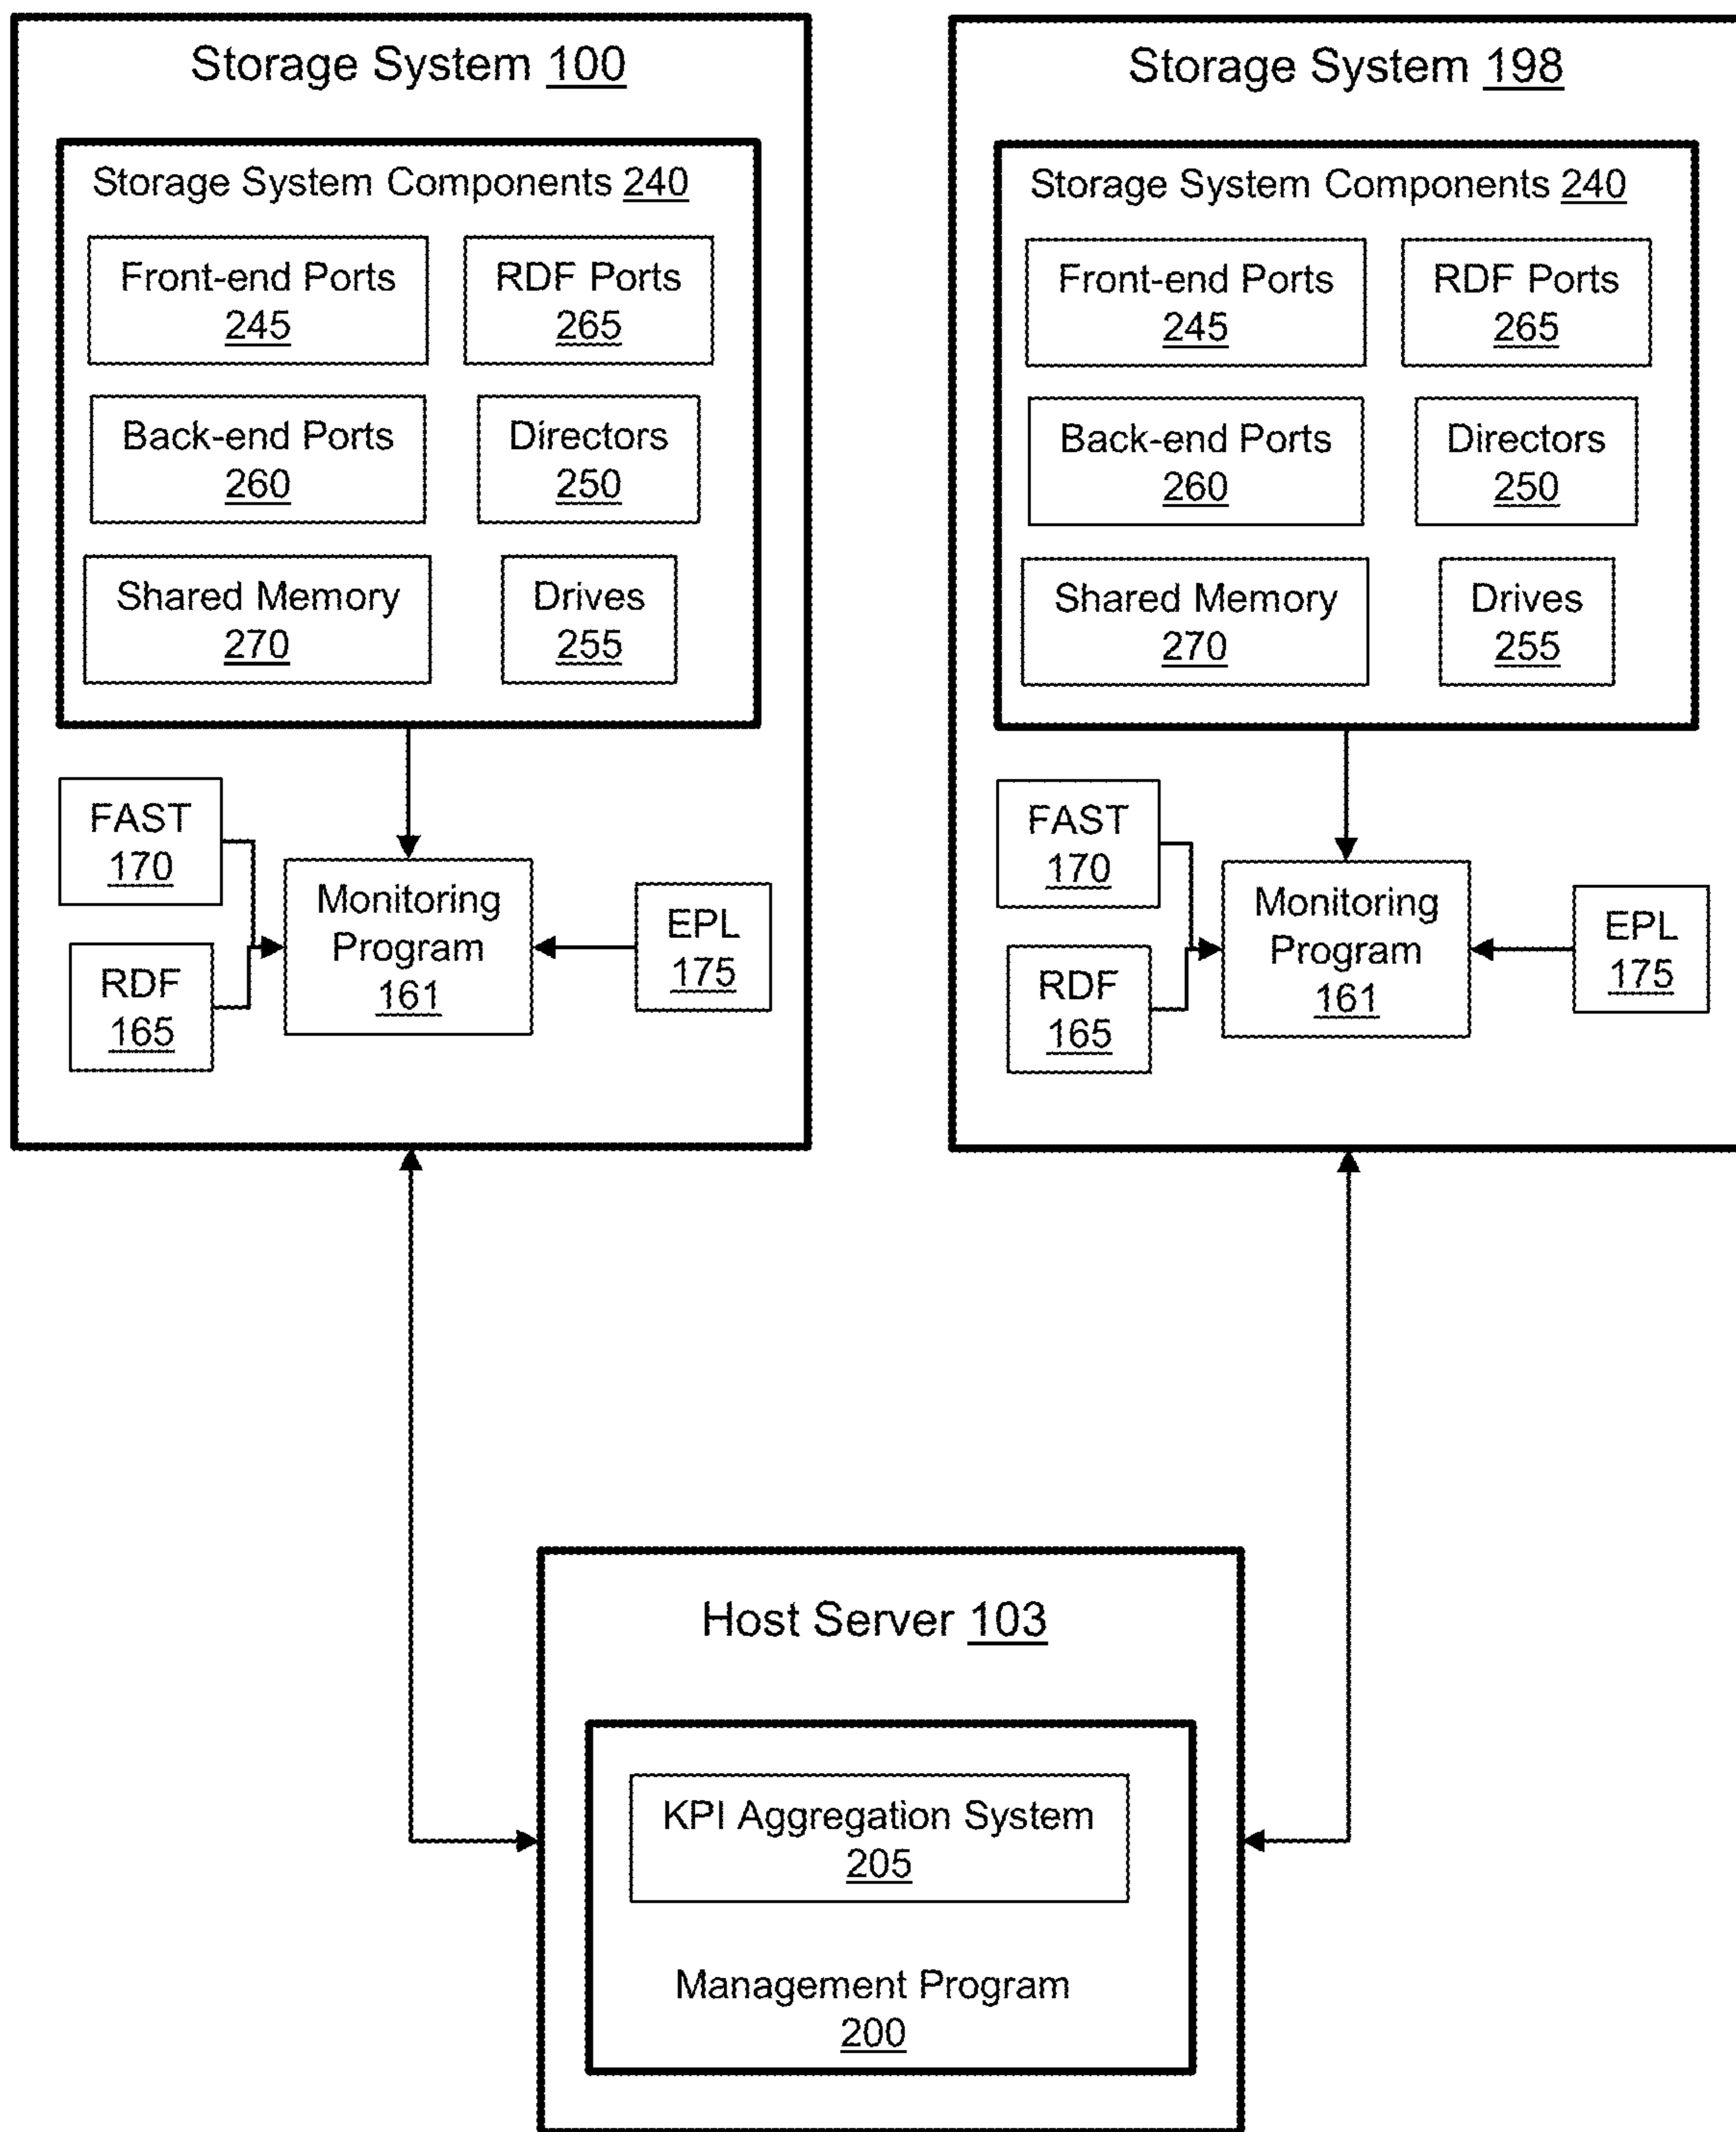 Storage System 100
Storage System Components 240
Front-end Ports
245
RDF Ports
265
Back-end Ports
260
Directors
250
Shared Memory
270
Drives
255
FAST
170
Monitoring
Program
161
EPL
175
RDF
165
Storage System 198
Storage System Components 240
Front-end Ports
245
RDF Ports
265
Back-end Ports
260
Directors
250
Shared Memory
270
Drives
255
FAST
170
Monitoring
Program
161
EPL
175
RDF
165
Host Server 103
KPI Aggregation System
205
Management Program
200